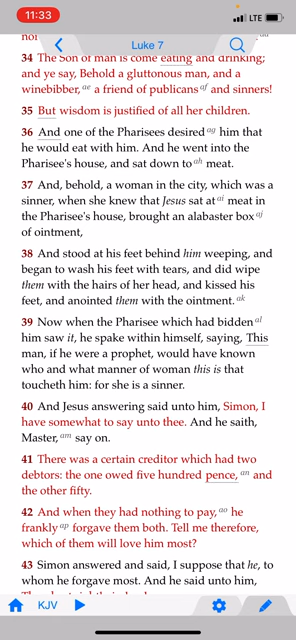 11:33
LTE
Luke 7
34 The Son of man is come eating and drinking;
and ye say, Behold a gluttonous man, and a
winebibber, ae a friend of publicans af and sinners!
35 But wisdom is justified of all her children.
36 And one of the Pharisees desired ag him that
he would eat with him. And he went into the
Pharisee's house, and sat down to ah meat.
37 And, behold, a woman in the city, which was a
sinner, when she knew that Jesus sat at ai meat in
the Pharisee's house, brought an alabaster box aj
of ointment,
38 And stood at his feet behind him weeping, and
began to wash his feet with tears, and did wipe
them with the hairs of her head, and kissed his
feet, and anointed them with the ointment. ak
39 Now when the Pharisee which had bidden al
him saw it, he spake within himself, saying, This
man, if he were a prophet, would have known
who and what manner of woman this is that
toucheth him: for she is a sinner.
40 And Jesus answering said unto him, Simon, I
have somewhat to say unto thee. And he saith,
Master, am say on.
41 There was a certain creditor which had two
debtors: the one owed five hundred pence, an and
the other fifty.
42 And when they had nothing to pay, ao he
frankly ap forgave them both. Tell me therefore,
which of them will love him most?
43 Simon answered and said, I suppose that he, to
whom he forgave most. And he said unto him,
KJV